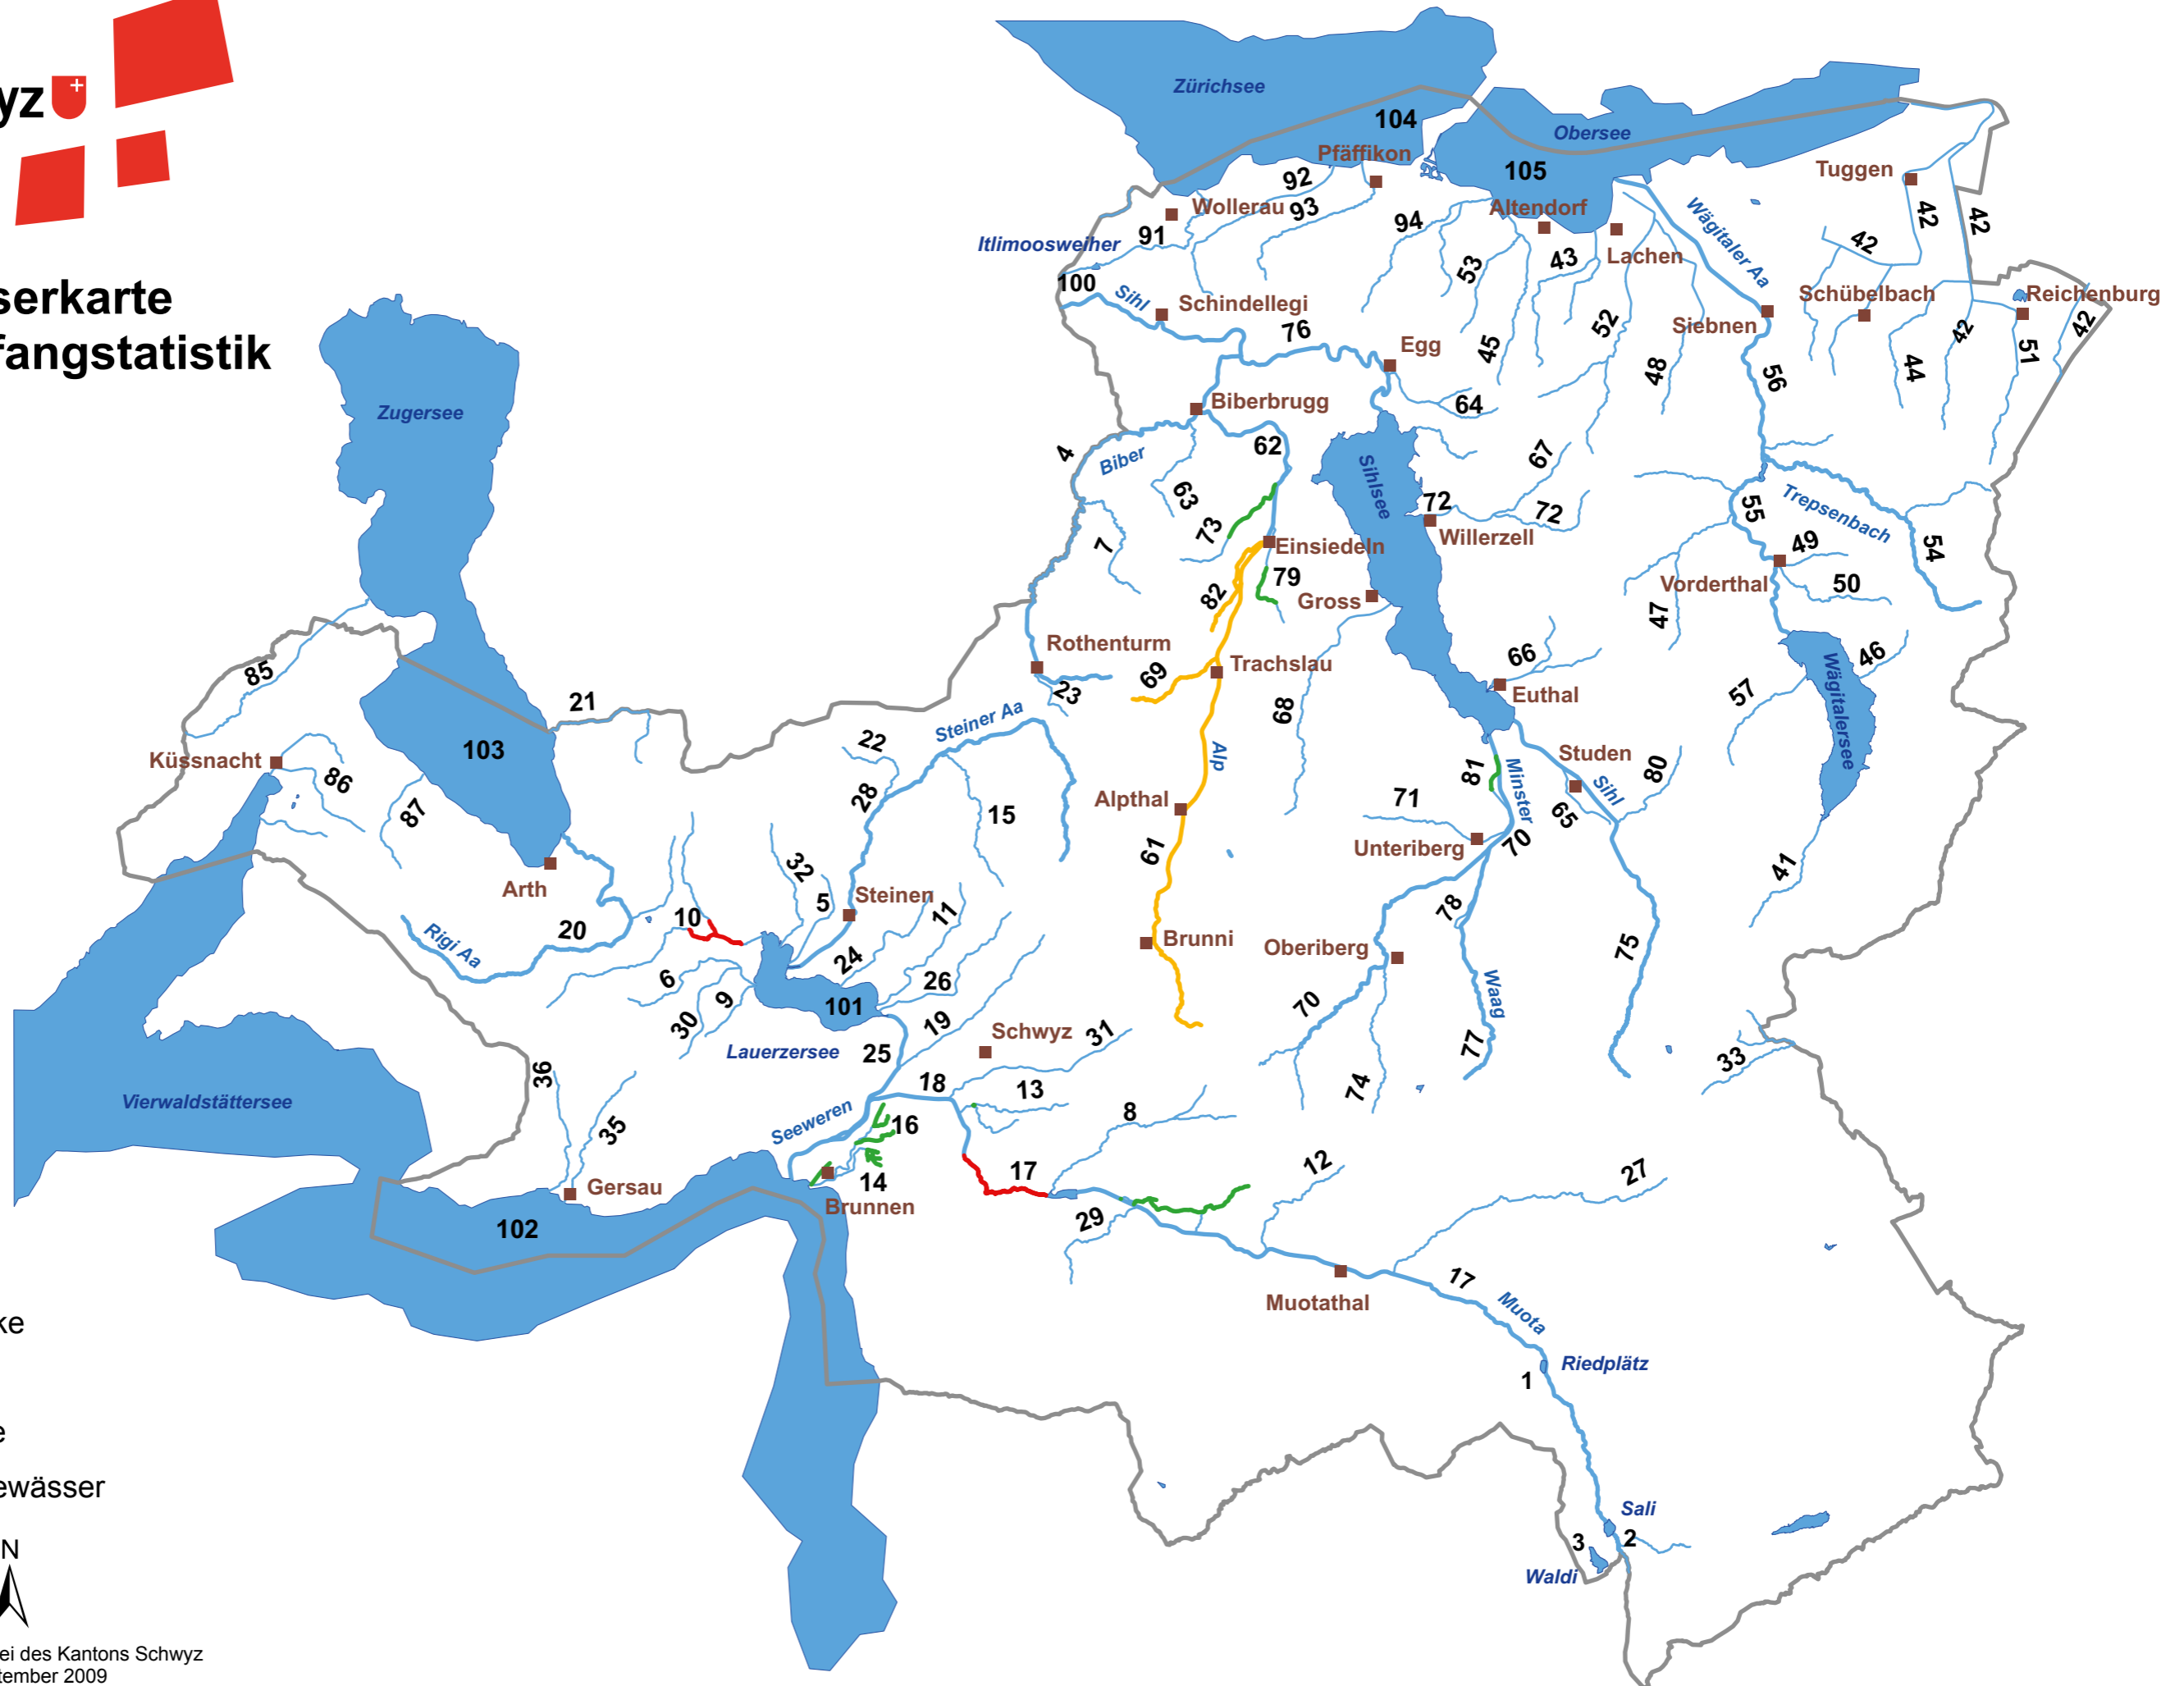 yz
serkarte
fangstatistik
Zürichsee
104
Obersee
Pfäffikon
105
Tuggen
92
Wollerau
93
94
Altendorf
Wägitaler Aa
42
42
Itlimoosweiher
91
53
43
Lachen
42
100
Sihl
Schindellegi
Schübelbach
Reichenburg
76
Siebnen
52
42
42
Egg
45
48
56
44
51
Zugersee
Biberbrugg
64
4
Biber
62
67
63
Sihlsee
72
72
55
Trepsenbach
73
Willerzell
7
Einsiedeln
49
54
79
Vorderthal
50
82
Gross
47
Rothenturm
66
46
85
69
Trachslau
23
Euthal
57
Wägitalersee
21
68
Steiner Aa
22
103
Alp
Studen
Küssnacht
86
81
Minster
80
28
Sihl
87
Alpthal
71
15
65
Unteriberg
70
61
32
41
Arth
5
Steinen
78
10
11
20
Brunni
Oberiberg
75
Rigi Aa
24
6
26
9
101
70
Waag
30
19
Schwyz
31
Lauerzersee
25
77
33
36
18
13
74
Vierwaldstättersee
8
Seeweren
16
35
17
12
27
14
Gersau
Brunnen
29
102
17
Muotathal
Muota
ke
Riedplätz
1
e
ewässer
Sali
N
3
2
Waldi
ei des Kantons Schwyz
tember 2009